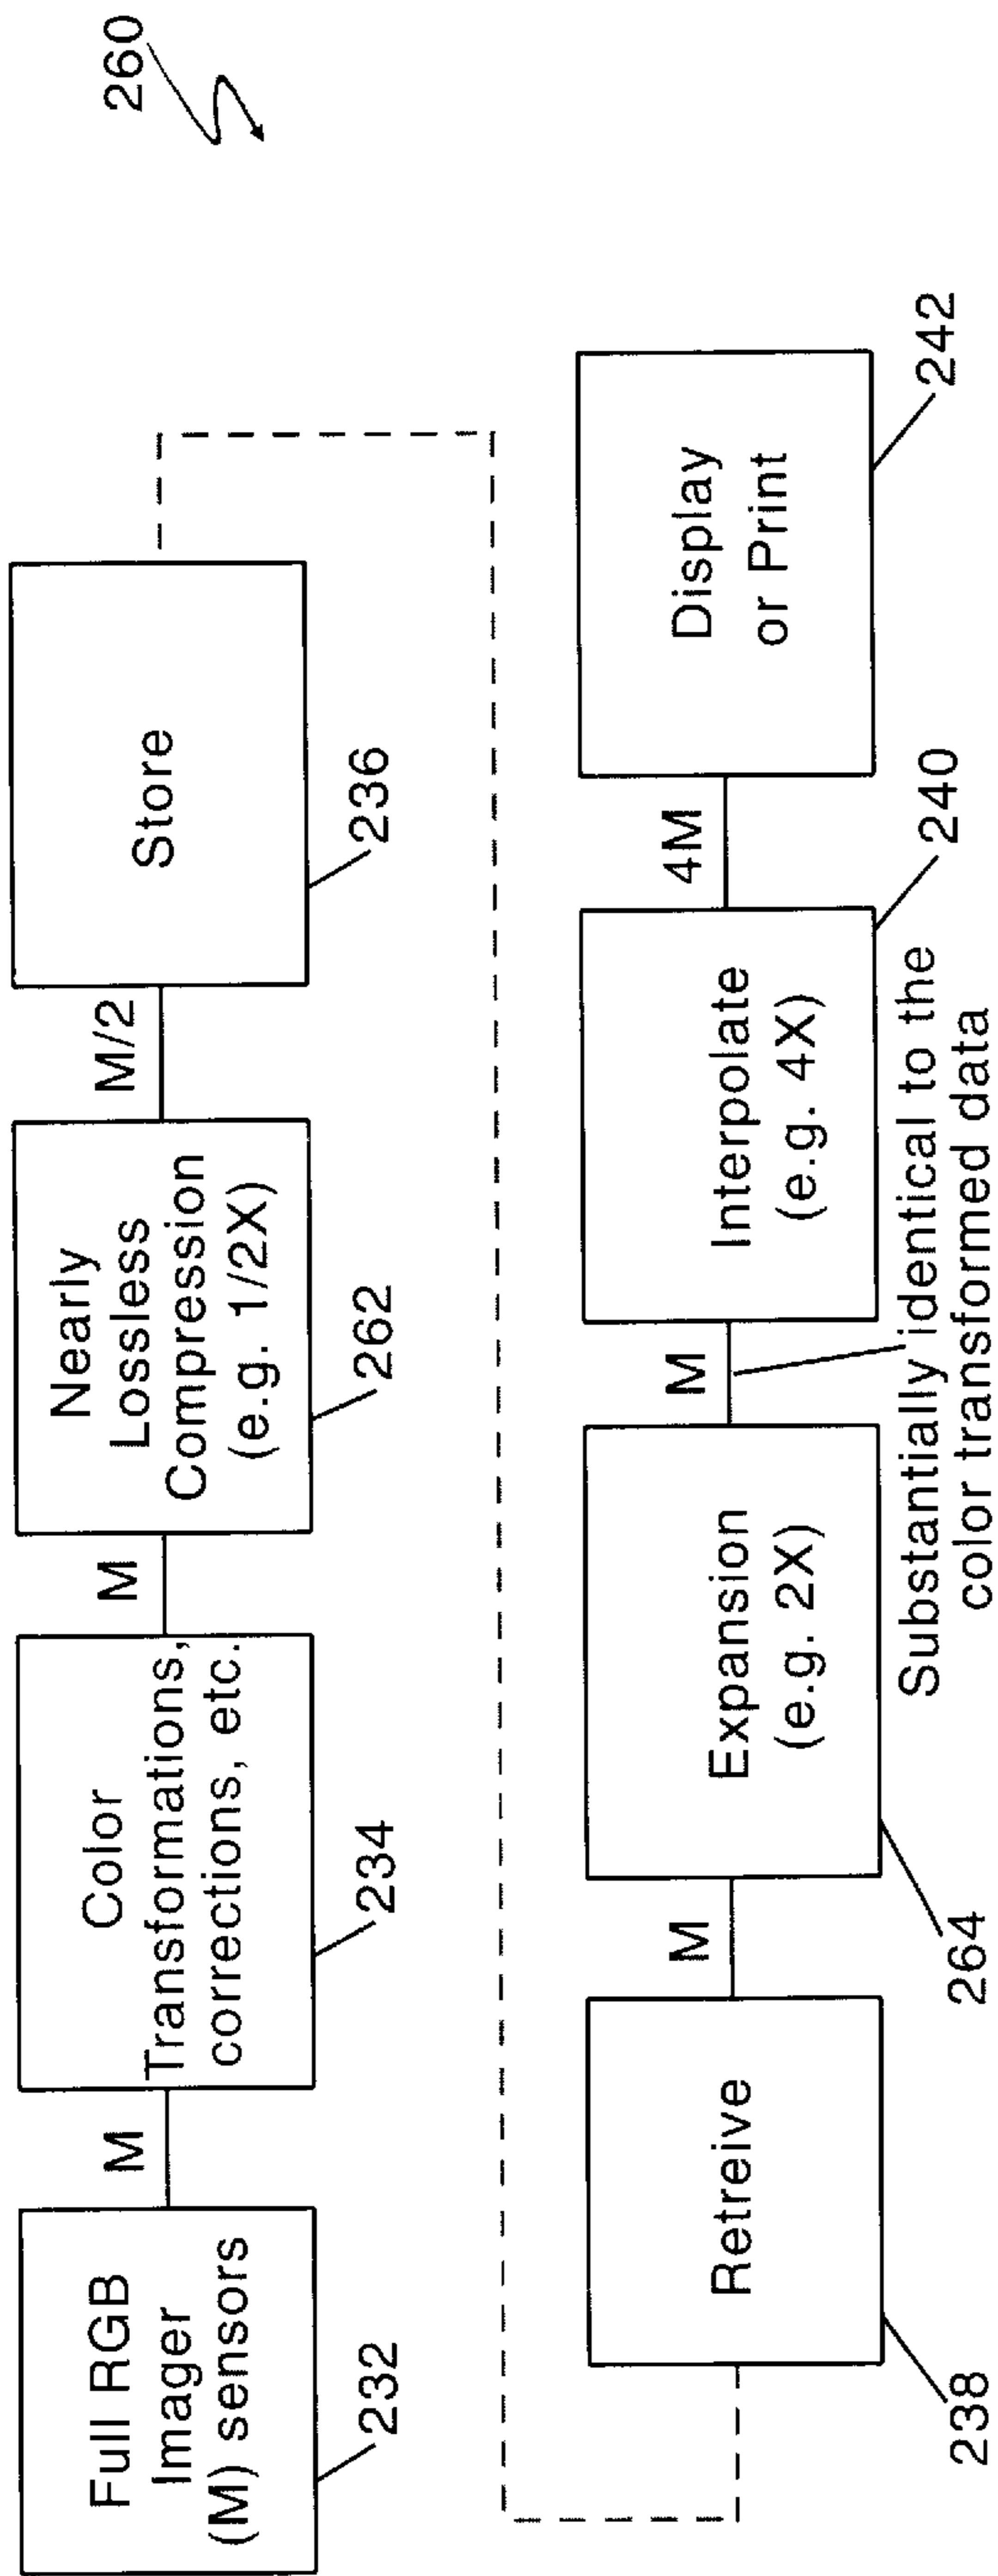 260
Full RGB
Imager
(M) sensors
232
M
Color
Transformations,
corrections, etc.
234
M
Nearly
Lossless
Compression
(e.g. 1/2X)
262
M/2
Store
236
Retreive
238
M
Expansion
(e.g. 2X)
264
M
Substantially identical to the
color transformed data
Interpolate
(e.g. 4X)
240
4M
Display
or Print
242